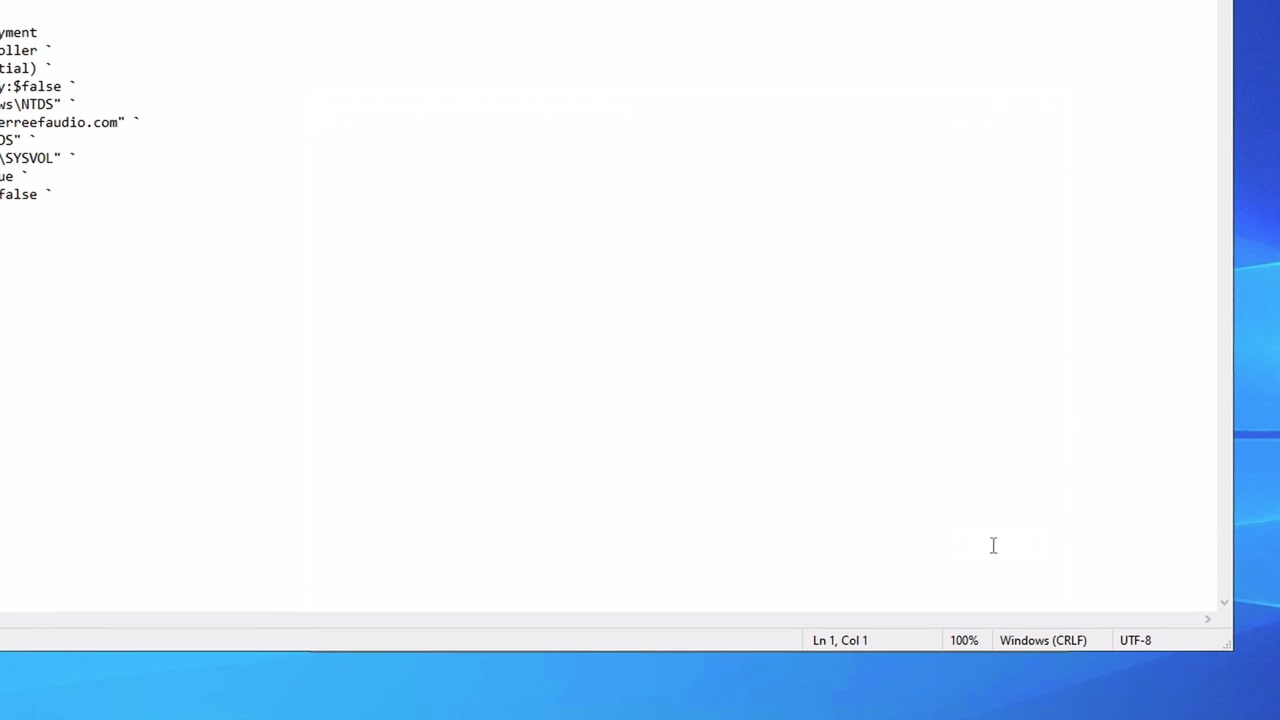 yment
oller `
tial) `
y:$false `
ws\NTDS" `
erreefaudio.com" `
DS" `
\SYSVOL" `
ue `
false `
Ln 1, Col 1 100% Windows (CRLF) UTF-8